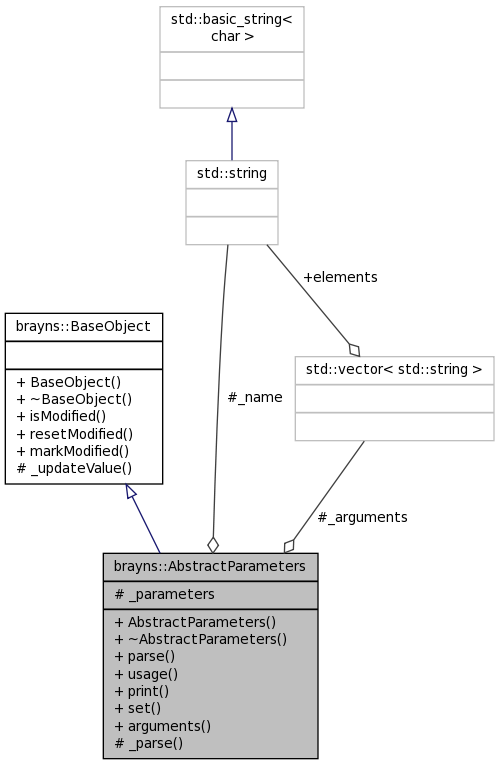 std::basic_string<
char >
std::string
+elements
brayns::BaseObject
+ BaseObject()
+ ~BaseObject()
+ isModified()
+ resetModified()
+ markModified()
# _updateValue()
std::vector< std::string >
#_name
#_arguments
brayns::AbstractParameters
# _parameters
+ AbstractParameters()
+ ~AbstractParameters()
+ parse()
+ usage()
+ print()
+ set()
+ arguments()
# _parse()